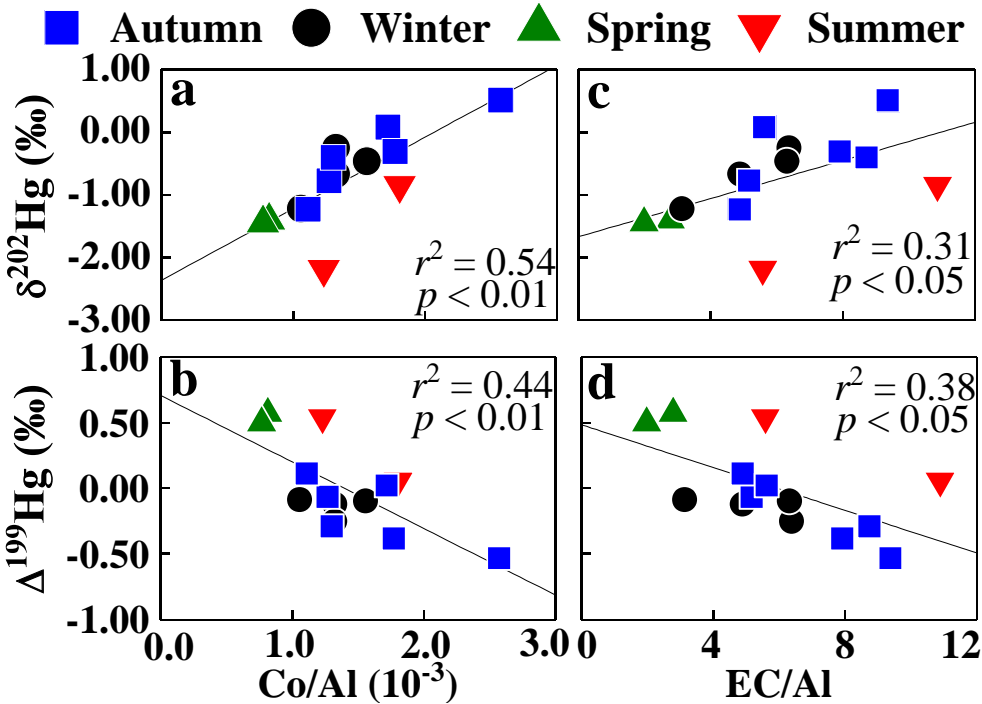 Autumn Winter Spring Summer
1.00
0.00
-1.00
-2.00
-3.00
δ²⁰²Hg (‰)
a
r² = 0.54
p < 0.01
c
r² = 0.31
p < 0.05
1.00
0.50
0.00
-0.50
-1.00
Δ¹⁹⁹Hg (‰)
b
r² = 0.44
p < 0.01
d
r² = 0.38
p < 0.05
0.0 1.0 2.0 3.0
0 4 8 12
Co/Al (10⁻³)
EC/Al